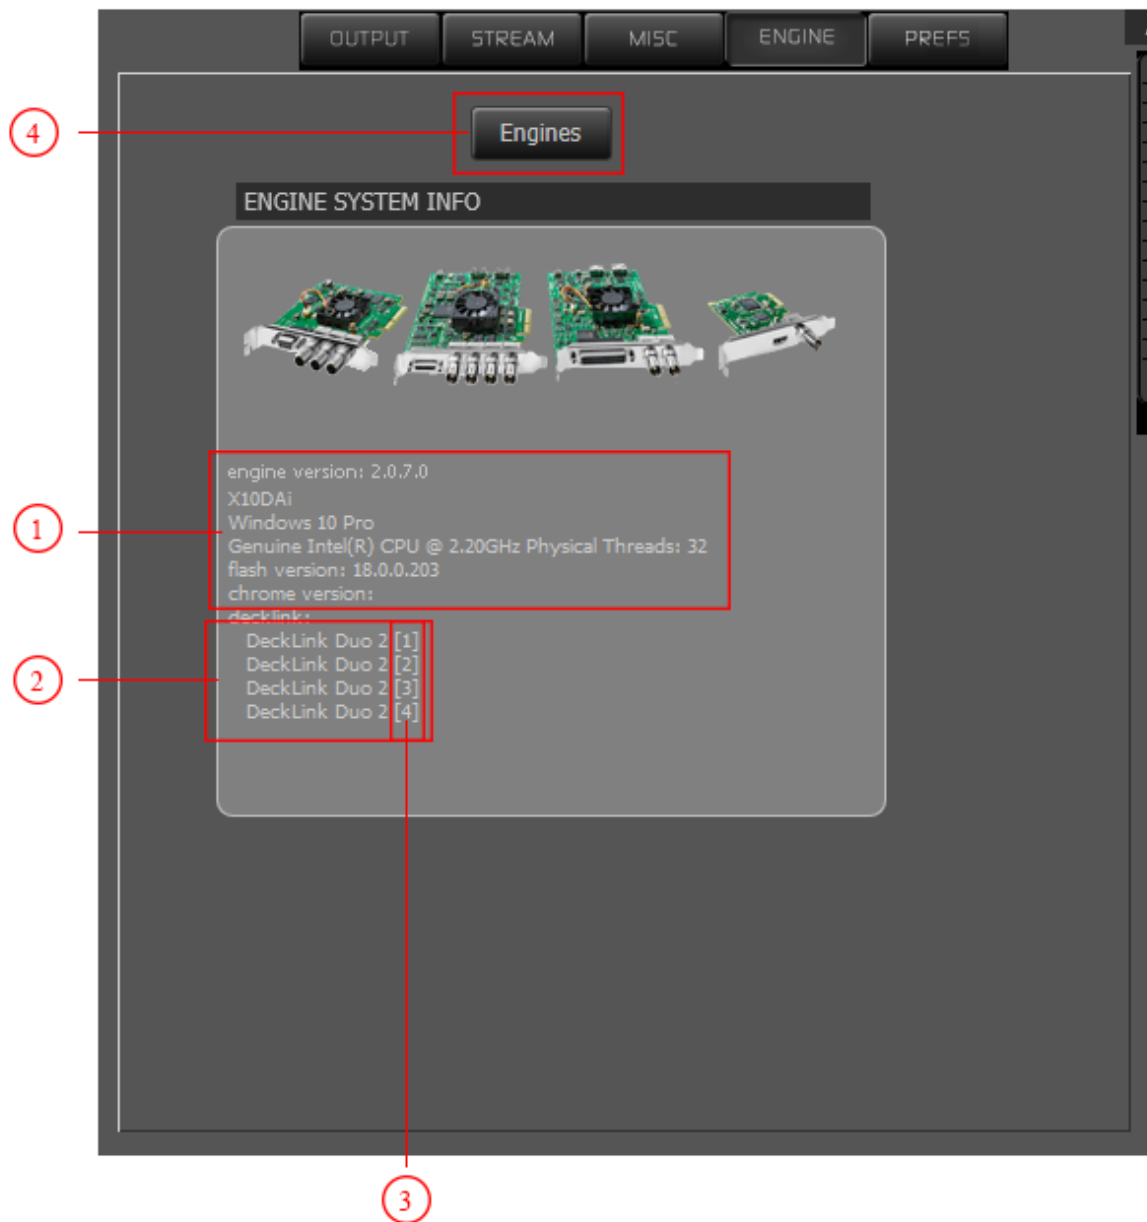 OUTPUT STREAM MISC ENGINE PREFS
4
Engines
ENGINE SYSTEM INFO
engine version: 2.0.7.0
X10DAi
Windows 10 Pro
1
Genuine Intel(R) CPU @ 2.20GHz Physical Threads: 32
flash version: 18.0.0.203
chrome version:
decklink:
DeckLink Duo 2 [1]
DeckLink Duo 2 [2]
2
DeckLink Duo 2 [3]
DeckLink Duo 2 [4]
3